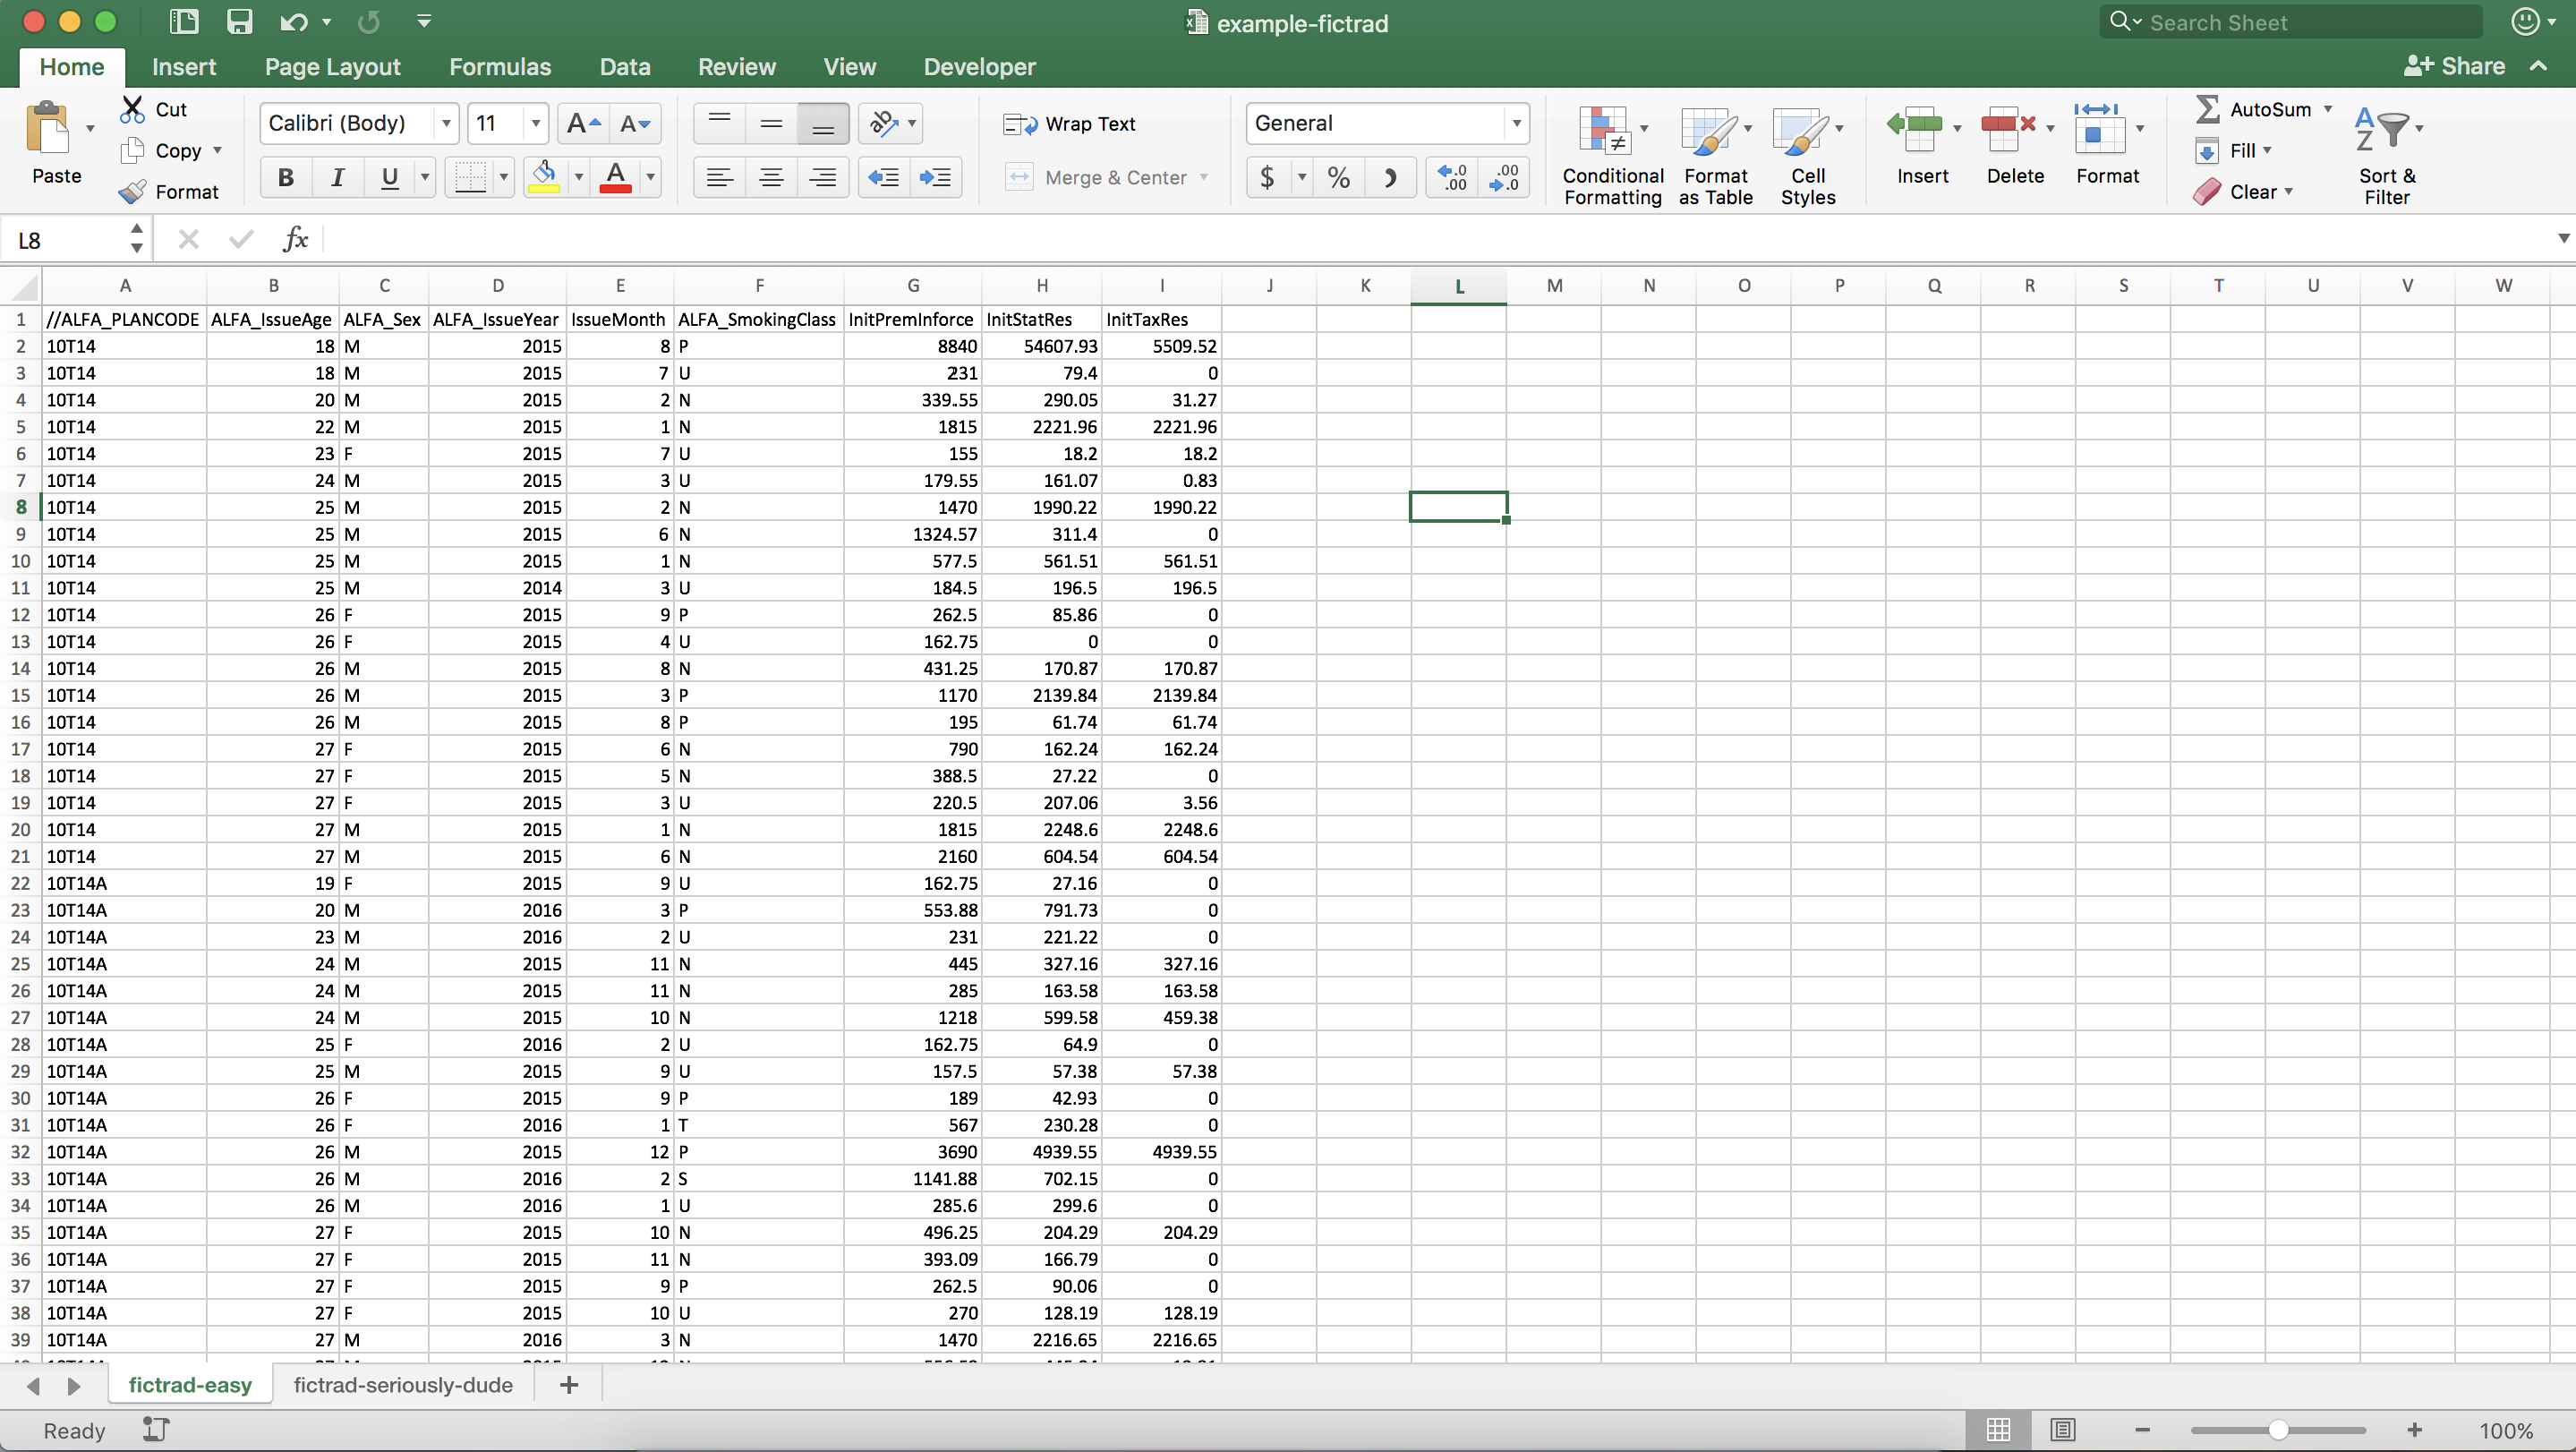 example-fictrad
Search Sheet
Home Insert Page Layout Formulas Data Review View Developer Share
Paste Cut Copy Format
Calibri (Body) 11
B I U A
Wrap Text
Merge & Center
General
$ % .0 .00 .00 .0
Conditional Formatting
Format as Table
Cell Styles
Insert Delete Format
AutoSum
Fill
Clear
Sort & Filter
L8 fx
A B C D E F G H I J K L M N O P Q R S T U V W
1 //ALFA_PLANCODE ALFA_IssueAge ALFA_Sex ALFA_IssueYear IssueMonth ALFA_SmokingClass InitPremInforce InitStatRes InitTaxRes
2 10T14 18 M 2015 8 P 8840 54607.93 5509.52
3 10T14 18 M 2015 7 U 231 79.4 0
4 10T14 20 M 2015 2 N 339.55 290.05 31.27
5 10T14 22 M 2015 1 N 1815 2221.96 2221.96
6 10T14 23 F 2015 7 U 155 18.2 18.2
7 10T14 24 M 2015 3 U 179.55 161.07 0.83
8 10T14 25 M 2015 2 N 1470 1990.22 1990.22
9 10T14 25 M 2015 6 N 1324.57 311.4 0
10 10T14 25 M 2015 1 N 577.5 561.51 561.51
11 10T14 25 M 2014 3 U 184.5 196.5 196.5
12 10T14 26 F 2015 9 P 262.5 85.86 0
13 10T14 26 F 2015 4 U 162.75 0 0
14 10T14 26 M 2015 8 N 431.25 170.87 170.87
15 10T14 26 M 2015 3 P 1170 2139.84 2139.84
16 10T14 26 M 2015 8 P 195 61.74 61.74
17 10T14 27 F 2015 6 N 790 162.24 162.24
18 10T14 27 F 2015 5 N 388.5 27.22 0
19 10T14 27 F 2015 3 U 220.5 207.06 3.56
20 10T14 27 M 2015 1 N 1815 2248.6 2248.6
21 10T14 27 M 2015 6 N 2160 604.54 604.54
22 10T14A 19 F 2015 9 U 162.75 27.16 0
23 10T14A 20 M 2016 3 P 553.88 791.73 0
24 10T14A 23 M 2016 2 U 231 221.22 0
25 10T14A 24 M 2015 11 N 445 327.16 327.16
26 10T14A 24 M 2015 11 N 285 163.58 163.58
27 10T14A 24 M 2015 10 N 1218 599.58 459.38
28 10T14A 25 F 2016 2 U 162.75 64.9 0
29 10T14A 25 M 2015 9 U 157.5 57.38 57.38
30 10T14A 26 F 2015 9 P 189 42.93 0
31 10T14A 26 F 2016 1 T 567 230.28 0
32 10T14A 26 M 2015 12 P 3690 4939.55 4939.55
33 10T14A 26 M 2016 2 S 1141.88 702.15 0
34 10T14A 26 M 2016 1 U 285.6 299.6 0
35 10T14A 27 F 2015 10 N 496.25 204.29 204.29
36 10T14A 27 F 2015 11 N 393.09 166.79 0
37 10T14A 27 F 2015 9 P 262.5 90.06 0
38 10T14A 27 F 2015 10 U 270 128.19 128.19
39 10T14A 27 M 2016 3 N 1470 2216.65 2216.65
fictrad-easy fictrad-seriously-dude +
Ready 100%